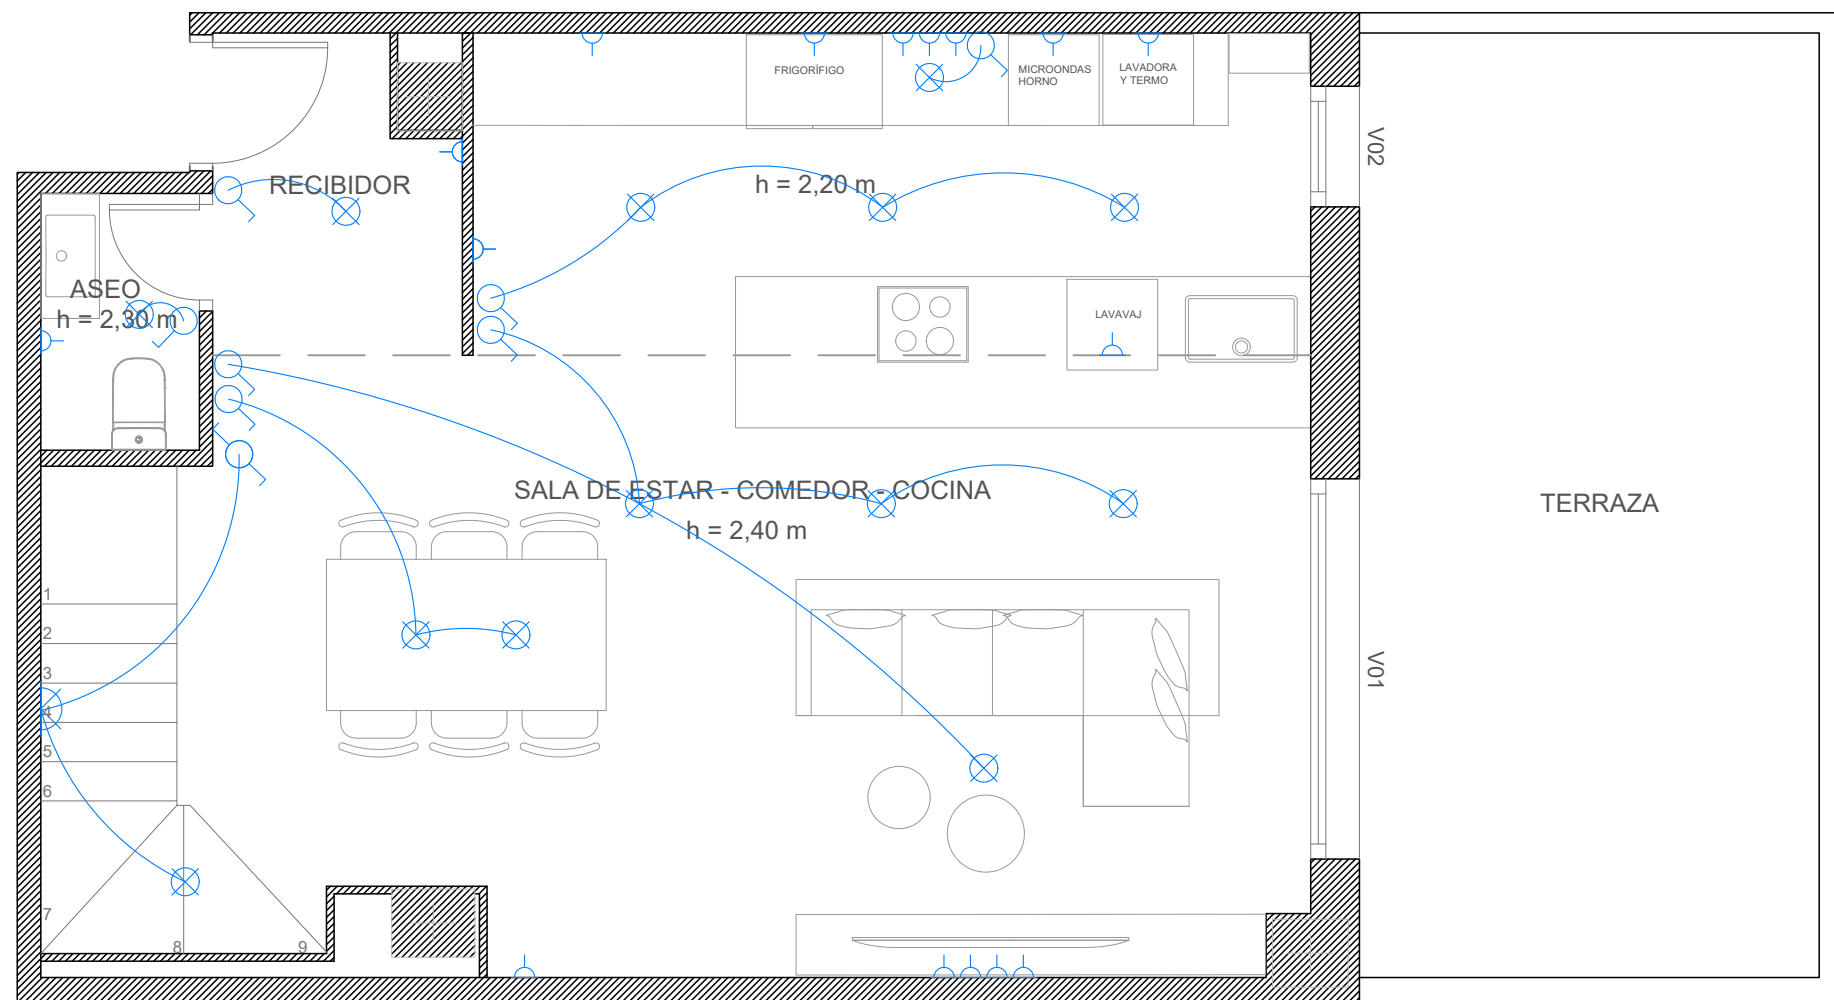 FRIGORÍFIGO
MICROONDAS
HORNO
LAVADORA
Y TERMO
V02
RECIBIDOR
h = 2,20 m
ASEO
h = 2,30 m
LAVAVAJ
SALA DE ESTAR - COMEDOR - COCINA
h = 2,40 m
TERRAZA
1
2
3
4
5
6
7
8
9
V01